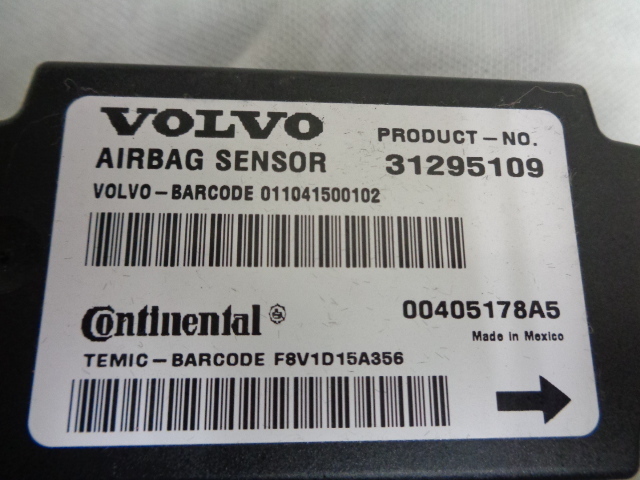 VOLVO
PRODUCT-NO.
AIRBAG SENSOR
31295109
VOLVO-BARCODE 011041500102
Continental
00405178A5
Made in Mexico
TEMIC-BARCODE F8V1D15A356